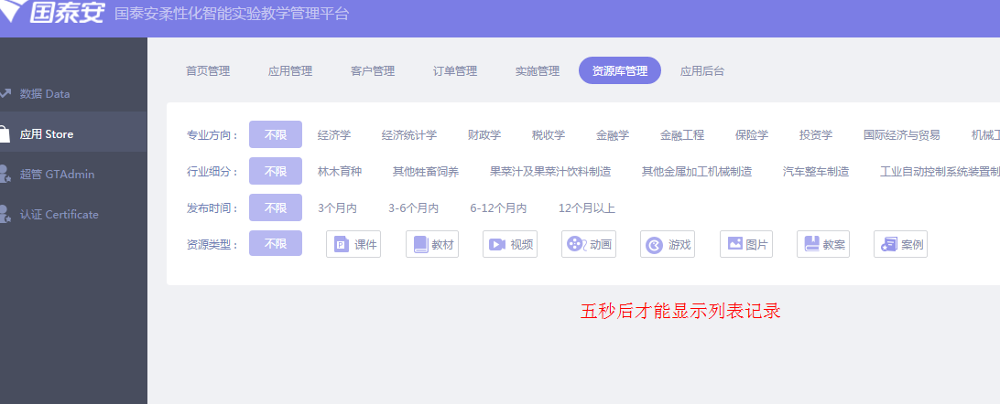 国泰安 国泰安柔性化智能实验教学管理平台
首页管理 应用管理 客户管理 订单管理 实施管理 资源库管理 应用后台
数据 Data
应用 Store
超管 GTAdmin
认证 Certificate
专业方向： 不限 经济学 经济统计学 财政学 税收学 金融学 金融工程 保险学 投资学 国际经济与贸易 机械工
行业细分： 不限 林木育种 其他牲畜饲养 果菜汁及果菜汁饮料制造 其他金属加工机械制造 汽车整车制造 工业自动控制系统装置制
发布时间： 不限 3个月内 3-6个月内 6-12个月内 12个月以上
资源类型： 不限 课件 教材 视频 动画 游戏 图片 教案 案例
五秒后才能显示列表记录